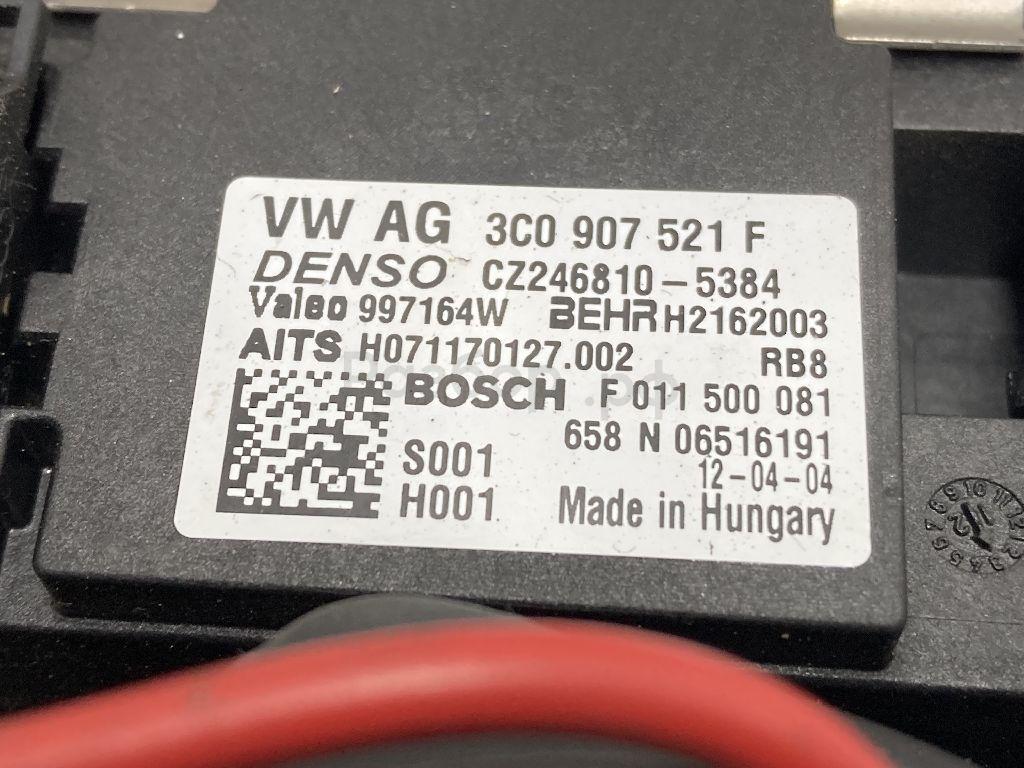 VW AG 3C0 907 521 F
DENSO CZ246810-5384
Valeo 997164W BEHR H2162003
AITS H071170127.002 RB8
BOSCH F 011 500 081
658 N 06516191
S001 12-04-04
H001 Made in Hungary